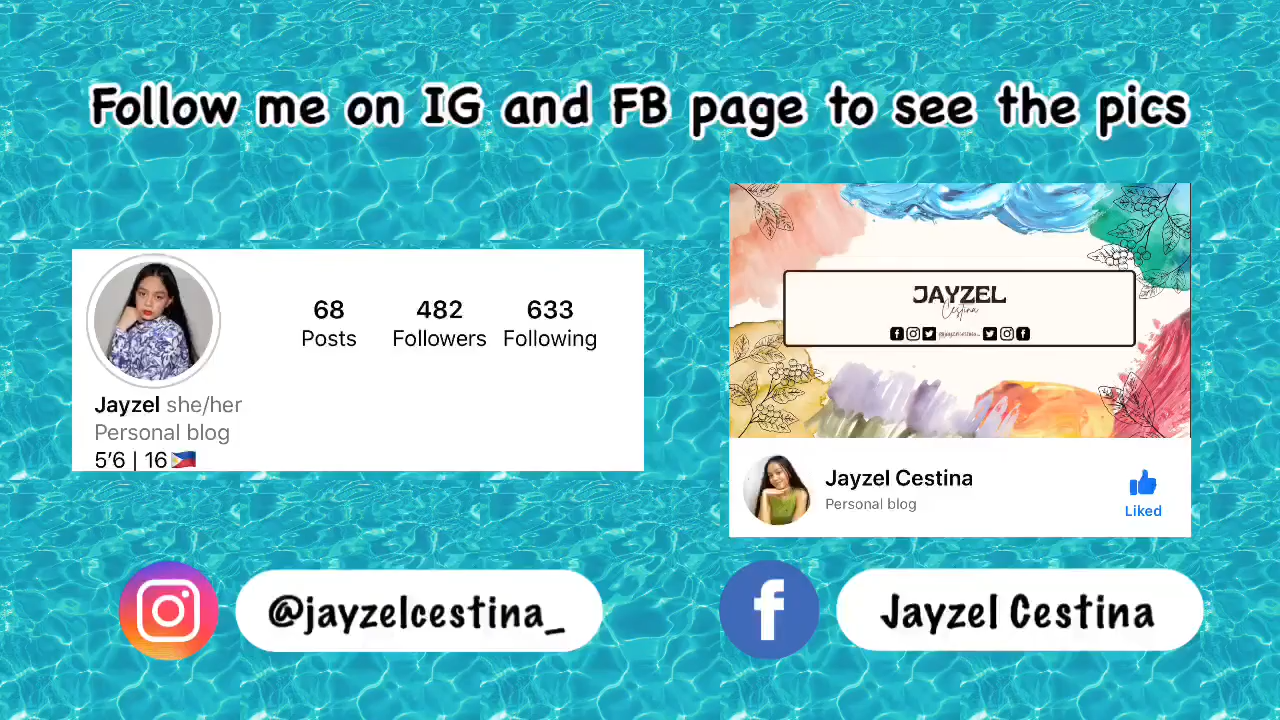 Follow me on IG and FB page to see the pics
68 482 633
Posts Followers Following
Jayzel she/her
Personal blog
5’6 | 16 🇵🇭
JAYZEL
Cestina
@jayzelcestina_
Jayzel Cestina
Personal blog
Liked
@jayzelcestina_
Jayzel Cestina